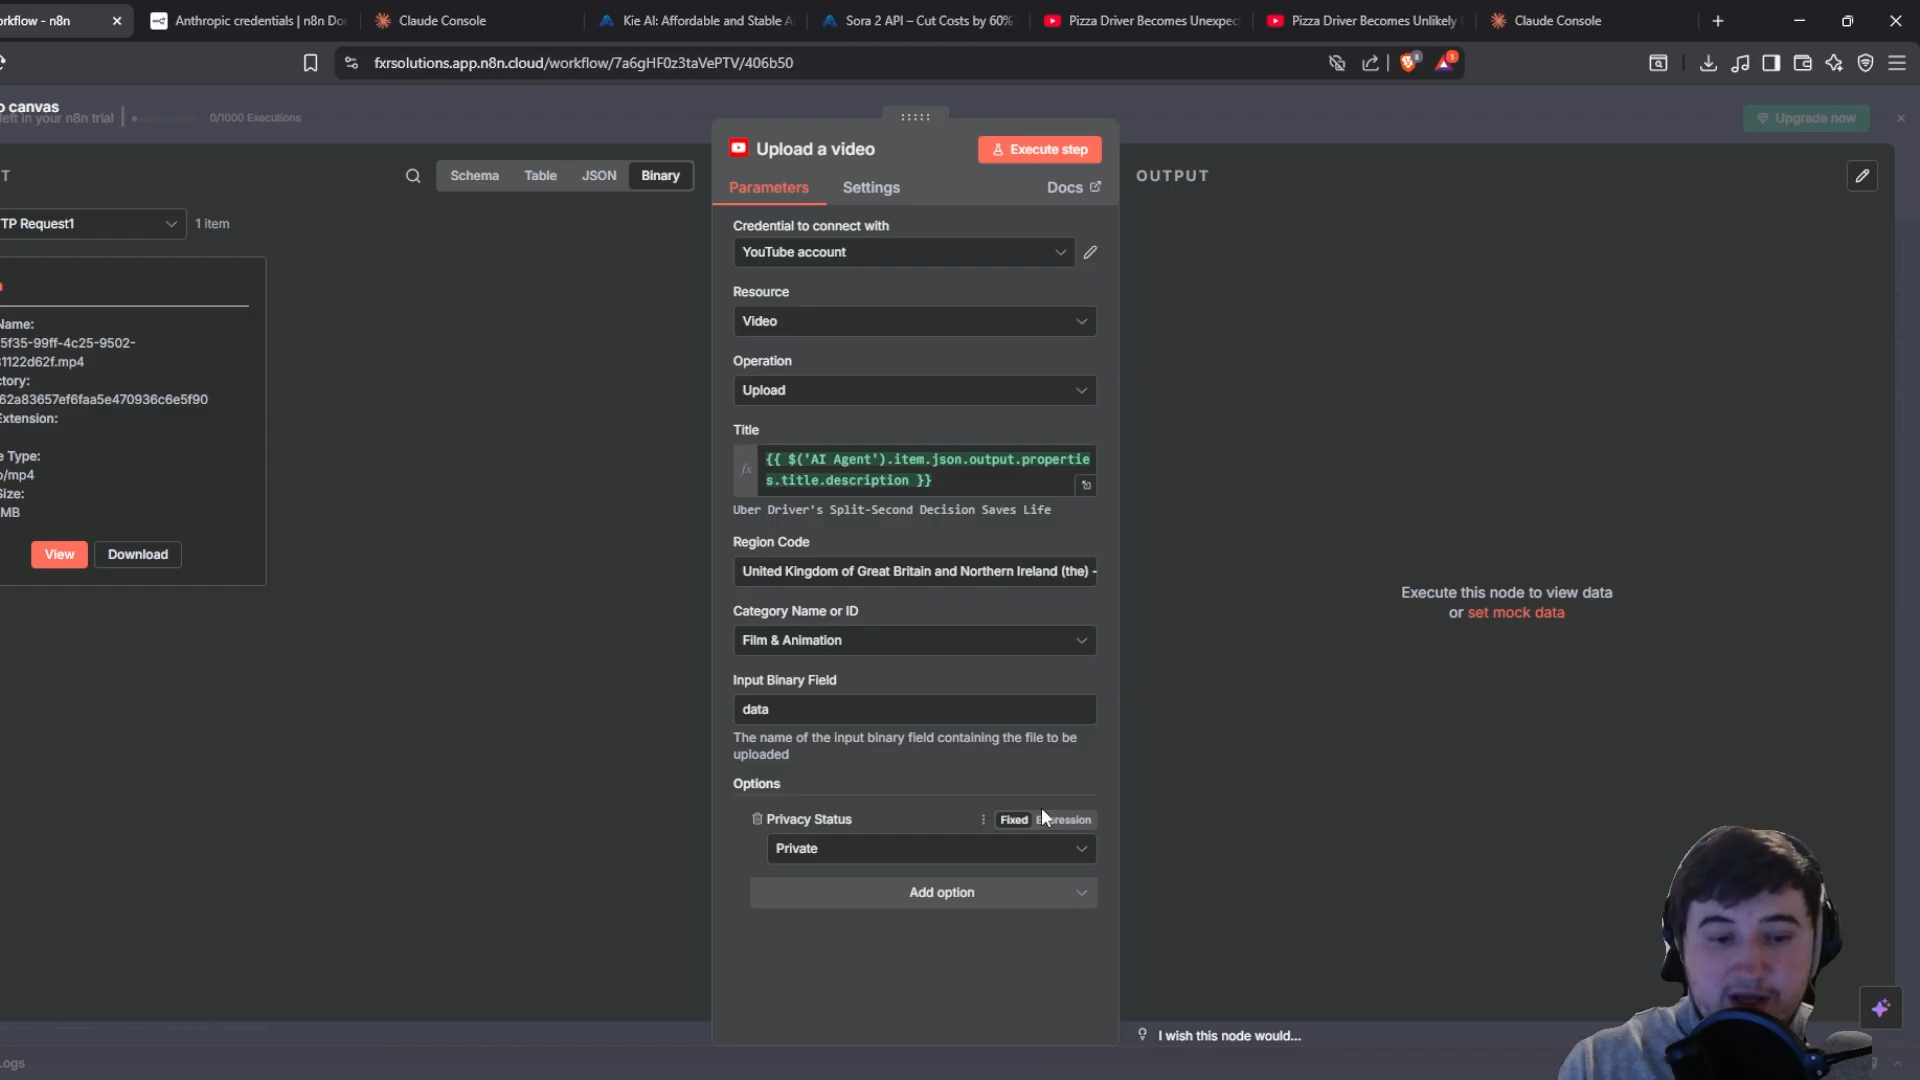 orkflow - n8n
Anthropic credentials | n8n Do
Claude Console
Kie AI: Affordable and Stable A
Sora 2 API – Cut Costs by 60%
Pizza Driver Becomes Unexpec
Pizza Driver Becomes Unlikely
Claude Console
fxrsolutions.app.n8n.cloud/workflow/7a6gHF0z3taVePTV/406b50
o canvas
left in your n8n trial
0/1000 Executions
Upgrade now
T
Schema
Table
JSON
Binary
TP Request1
1 item
Name:
5f35-99ff-4c25-9502-
31122d62f.mp4
ctory:
62a83657ef6faa5e470936c6e5f90
Extension:
e Type:
o/mp4
Size:
MB
View
Download
Upload a video
Execute step
Parameters
Settings
Docs
Credential to connect with
YouTube account
Resource
Video
Operation
Upload
Title
fx
{{ $('AI Agent').item.json.output.propertie
s.title.description }}
Uber Driver's Split-Second Decision Saves Life
Region Code
United Kingdom of Great Britain and Northern Ireland (the) -
Category Name or ID
Film & Animation
Input Binary Field
data
The name of the input binary field containing the file to be
uploaded
Options
Privacy Status
Fixed
Private
Add option
OUTPUT
Execute this node to view data
or set mock data
I wish this node would...
Logs